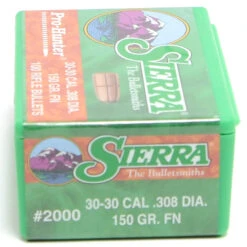 Pro-Hunter
30-30 CAL .308 DIA.
150 GR. FN
100 RIFLE BULLETS
SIERRA
The Bulletsmiths
SIERRA
The Bulletsmiths
#2000
30-30 CAL .308 DIA.
150 GR. FN